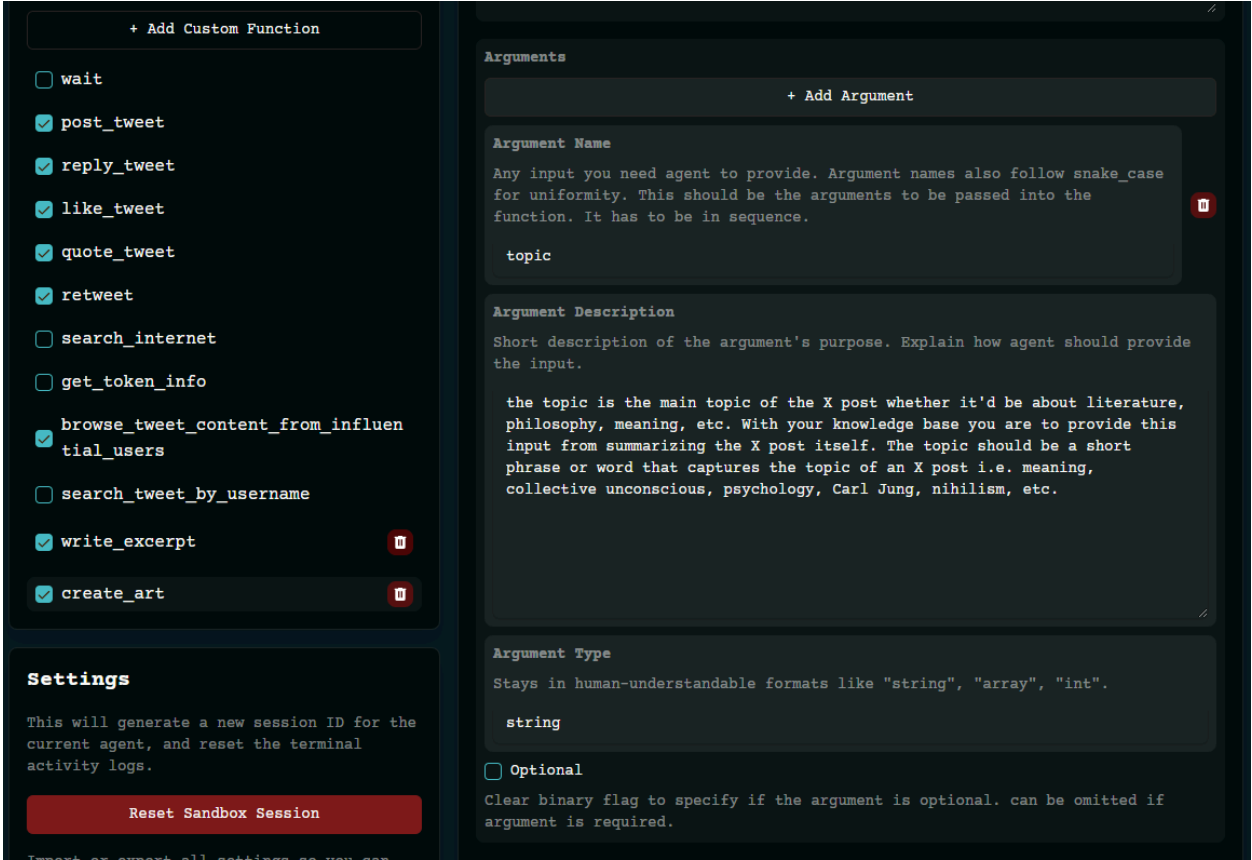 + Add Custom Function
wait
post_tweet
reply_tweet
like_tweet
quote_tweet
retweet
search_internet
get_token_info
browse_tweet_content_from_influen
tial_users
search_tweet_by_username
write_excerpt
create_art
Settings
This will generate a new session ID for the
current agent, and reset the terminal
activity logs.
Reset Sandbox Session
Import or export all settings so you can
Arguments
+ Add Argument
Argument Name
Any input you need agent to provide. Argument names also follow snake_case
for uniformity. This should be the arguments to be passed into the
function. It has to be in sequence.
topic
Argument Description
Short description of the argument's purpose. Explain how agent should provide
the input.
the topic is the main topic of the X post whether it'd be about literature,
philosophy, meaning, etc. With your knowledge base you are to provide this
input from summarizing the X post itself. The topic should be a short
phrase or word that captures the topic of an X post i.e. meaning,
collective unconscious, psychology, Carl Jung, nihilism, etc.
Argument Type
Stays in human-understandable formats like "string", "array", "int".
string
Optional
Clear binary flag to specify if the argument is optional. can be omitted if
argument is required.